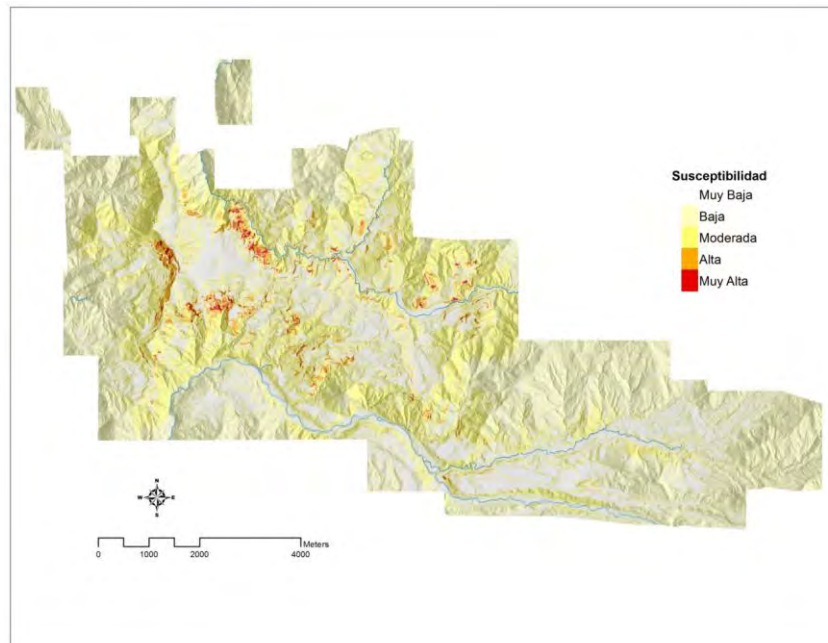 Susceptibilidad
Muy Baja
Baja
Moderada
Alta
Muy Alta
N
W E
S
Meters
0 1000 2000 4000